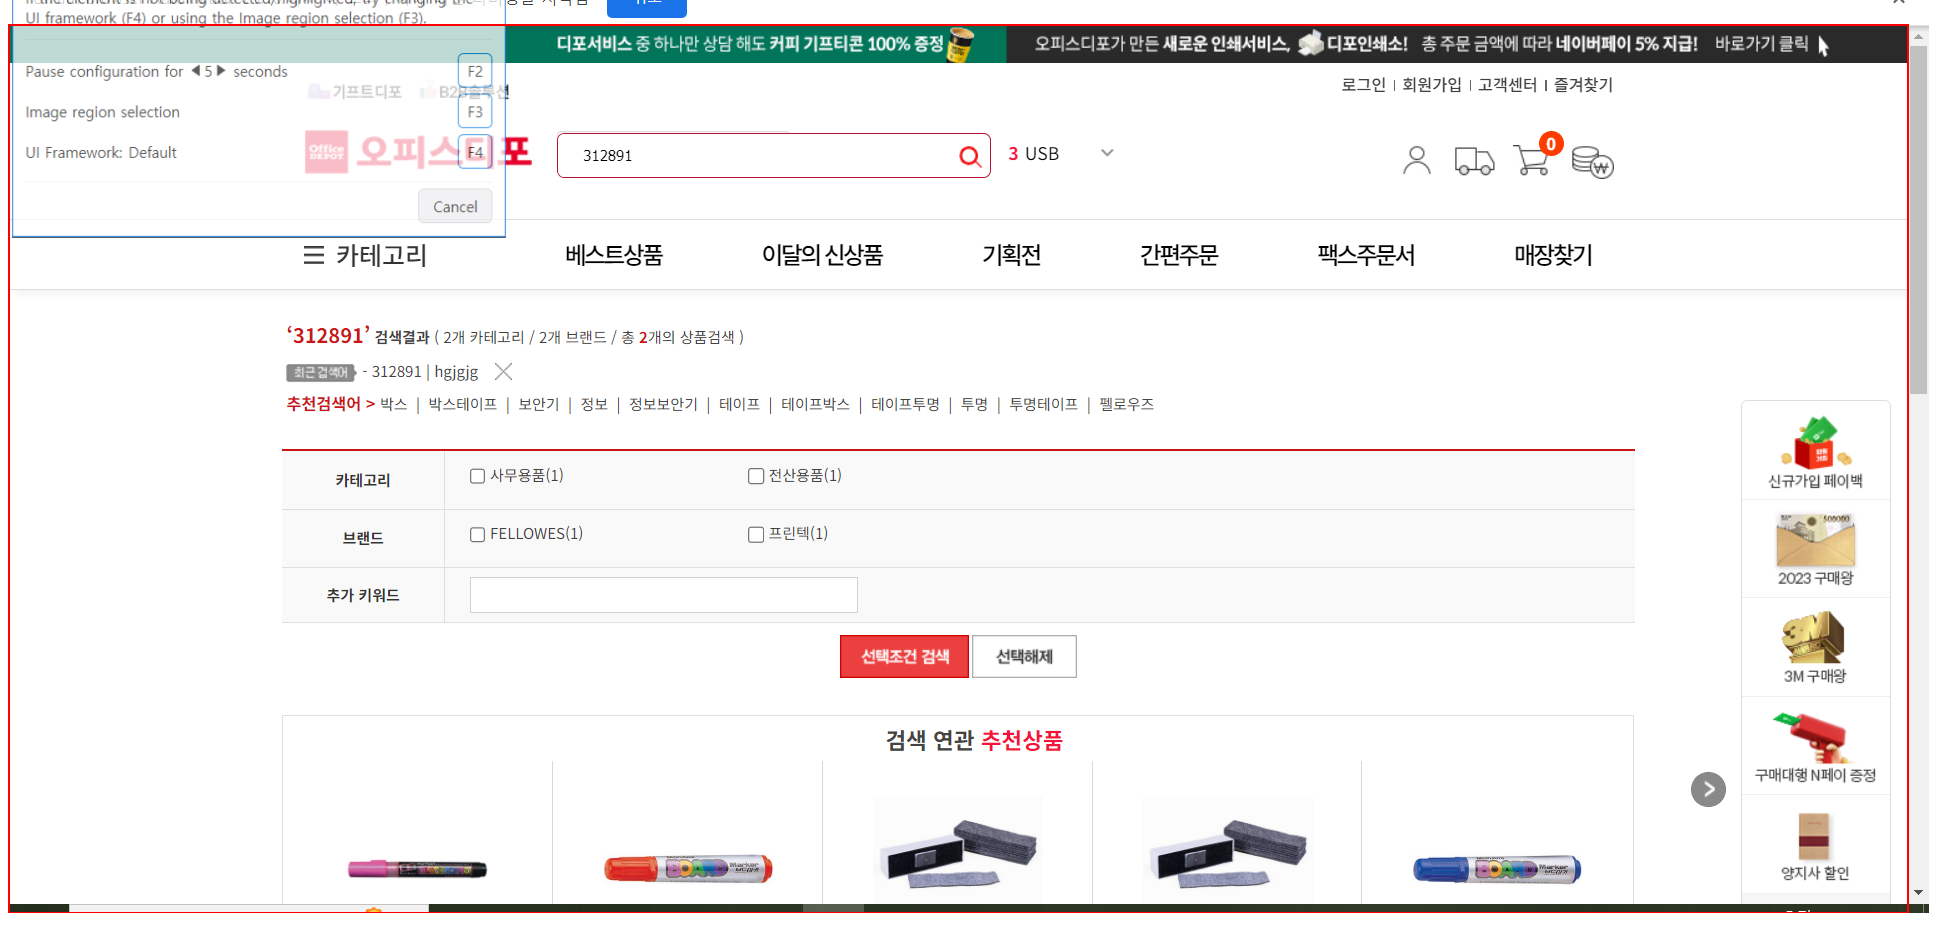 UI framework (F4) or using the Image region selection (F3).
Pause configuration for 5 seconds F2
Image region selection F3
UI Framework: Default F4
Cancel
디포서비스 중 하나만 상담 해도 커피 기프티콘 100% 증정
오피스디포가 만든 새로운 인쇄서비스, 디포인쇄소! 총 주문 금액에 따라 네이버페이 5% 지급! 바로가기 클릭
로그인 | 회원가입 | 고객센터 | 즐겨찾기
기프트디포 B2B솔루션
Office DEPOT 오피스디포
312891
3 USB
0
카테고리 베스트상품 이달의 신상품 기획전 간편주문 팩스주문서 매장찾기
‘312891’ 검색결과 ( 2개 카테고리 / 2개 브랜드 / 총 2개의 상품검색 )
최근검색어 - 312891 | hgjgjg
추천검색어 > 박스 | 박스테이프 | 보안기 | 정보 | 정보보안기 | 테이프 | 테이프박스 | 테이프투명 | 투명 | 투명테이프 | 펠로우즈
카테고리 사무용품(1) 전산용품(1)
브랜드 FELLOWES(1) 프린텍(1)
추가 키워드
선택조건 검색 선택해제
검색 연관 추천상품
신규가입 페이백
2023 구매왕
3M 구매왕
구매대행 N페이 증정
양지사 할인